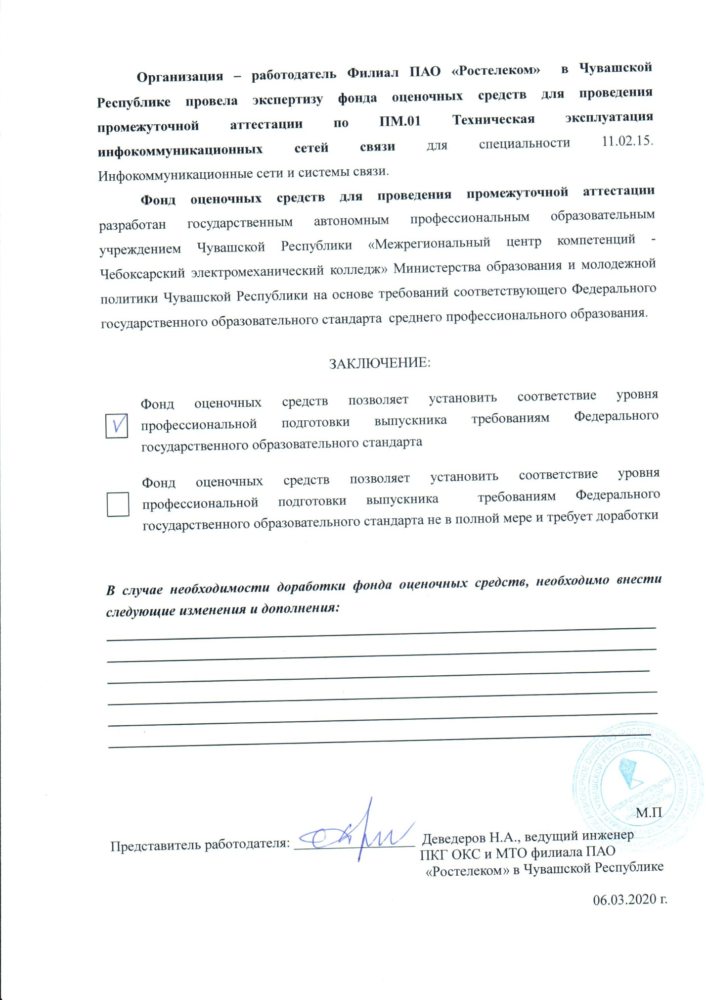 Организация – работодатель Филиал ПАО «Ростелеком» в Чувашской
Республике провела экспертизу фонда оценочных средств для проведения
промежуточной аттестации по ПМ.01 Техническая эксплуатация
инфокоммуникационных сетей связи для специальности 11.02.15.
Инфокоммуникационные сети и системы связи.
Фонд оценочных средств для проведения промежуточной аттестации
разработан государственным автономным профессиональным образовательным
учреждением Чувашской Республики «Межрегиональный центр компетенций -
Чебоксарский электромеханический колледж» Министерства образования и молодежной
политики Чувашской Республики на основе требований соответствующего Федерального
государственного образовательного стандарта среднего профессионального образования.
ЗАКЛЮЧЕНИЕ:
Фонд оценочных средств позволяет установить соответствие уровня
профессиональной подготовки выпускника требованиям Федерального
государственного образовательного стандарта
Фонд оценочных средств позволяет установить соответствие уровня
профессиональной подготовки выпускника требованиям Федерального
государственного образовательного стандарта не в полной мере и требует доработки
В случае необходимости доработки фонда оценочных средств, необходимо внести
следующие изменения и дополнения:
АКЦИОНЕРНОЕ ОБЩЕСТВО «РОСТЕЛЕКОМ» ОГРН
ФИЛИАЛ В ЧУВАШСКОЙ РЕСПУБЛИКЕ ПАО «РОСТЕЛЕКОМ»
ОТДЕЛ СТРОИТЕЛЬСТВА
ТЕХНИЧЕСКОЙ
ИНФРАСТРУКТУРЫ
М.П
Представитель работодателя: Деведеров Н.А., ведущий инженер
ПКГ ОКС и МТО филиала ПАО
«Ростелеком» в Чувашской Республике
06.03.2020 г.